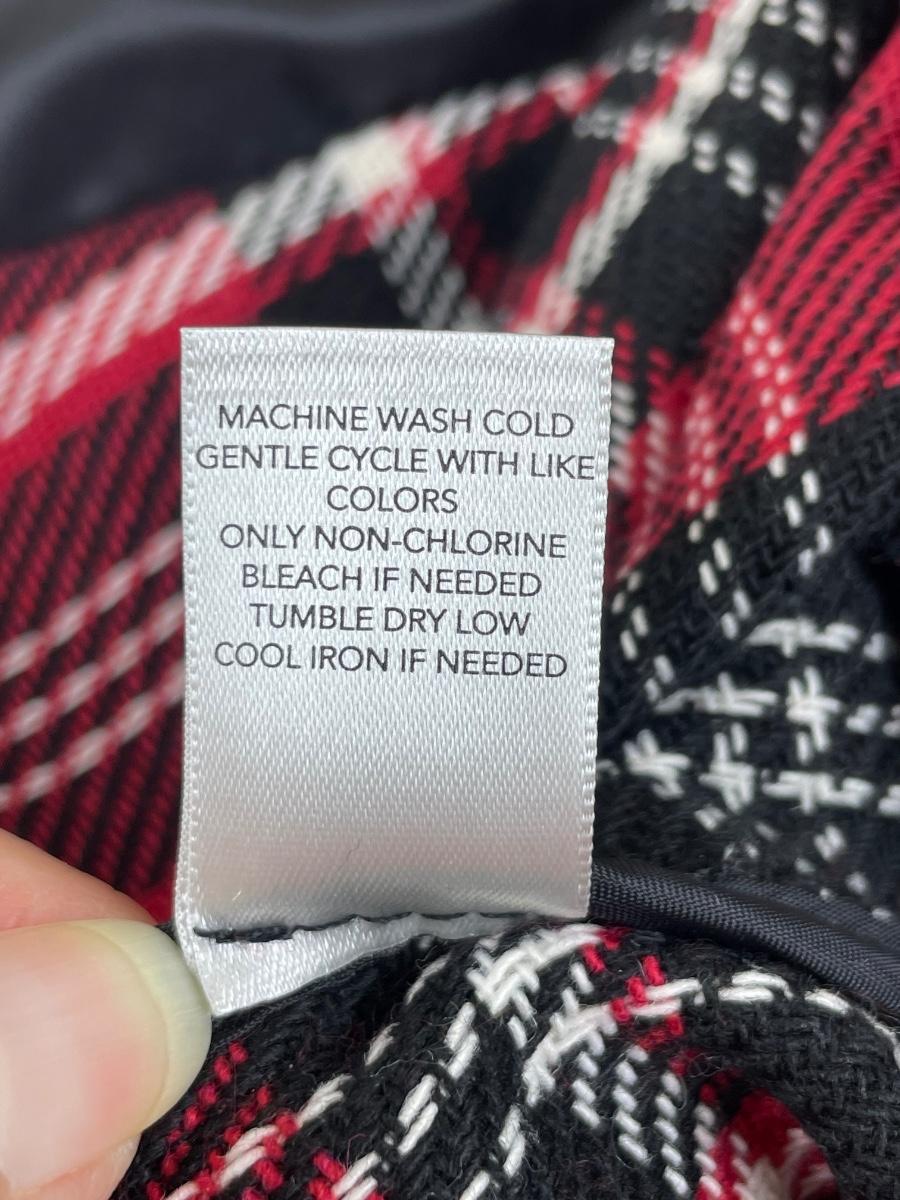 MACHINE WASH COLD
GENTLE CYCLE WITH LIKE
COLORS
ONLY NON-CHLORINE
BLEACH IF NEEDED
TUMBLE DRY LOW
COOL IRON IF NEEDED